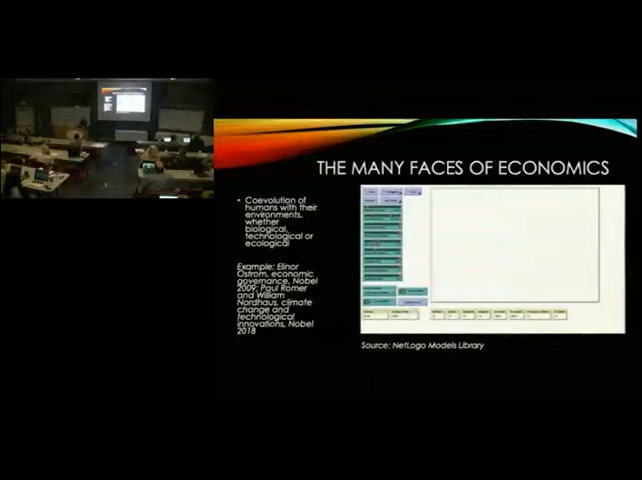 THE MANY FACES OF ECONOMICS
• Coevolution of
humans with their
environments,
whether
biological,
technological or
ecological
Example: Elinor
Ostrom, economic
governance, Nobel
2009; Paul Romer
and William
Nordhaus, climate
change and
technological
innovations, Nobel
2018
Source: NetLogo Models Library